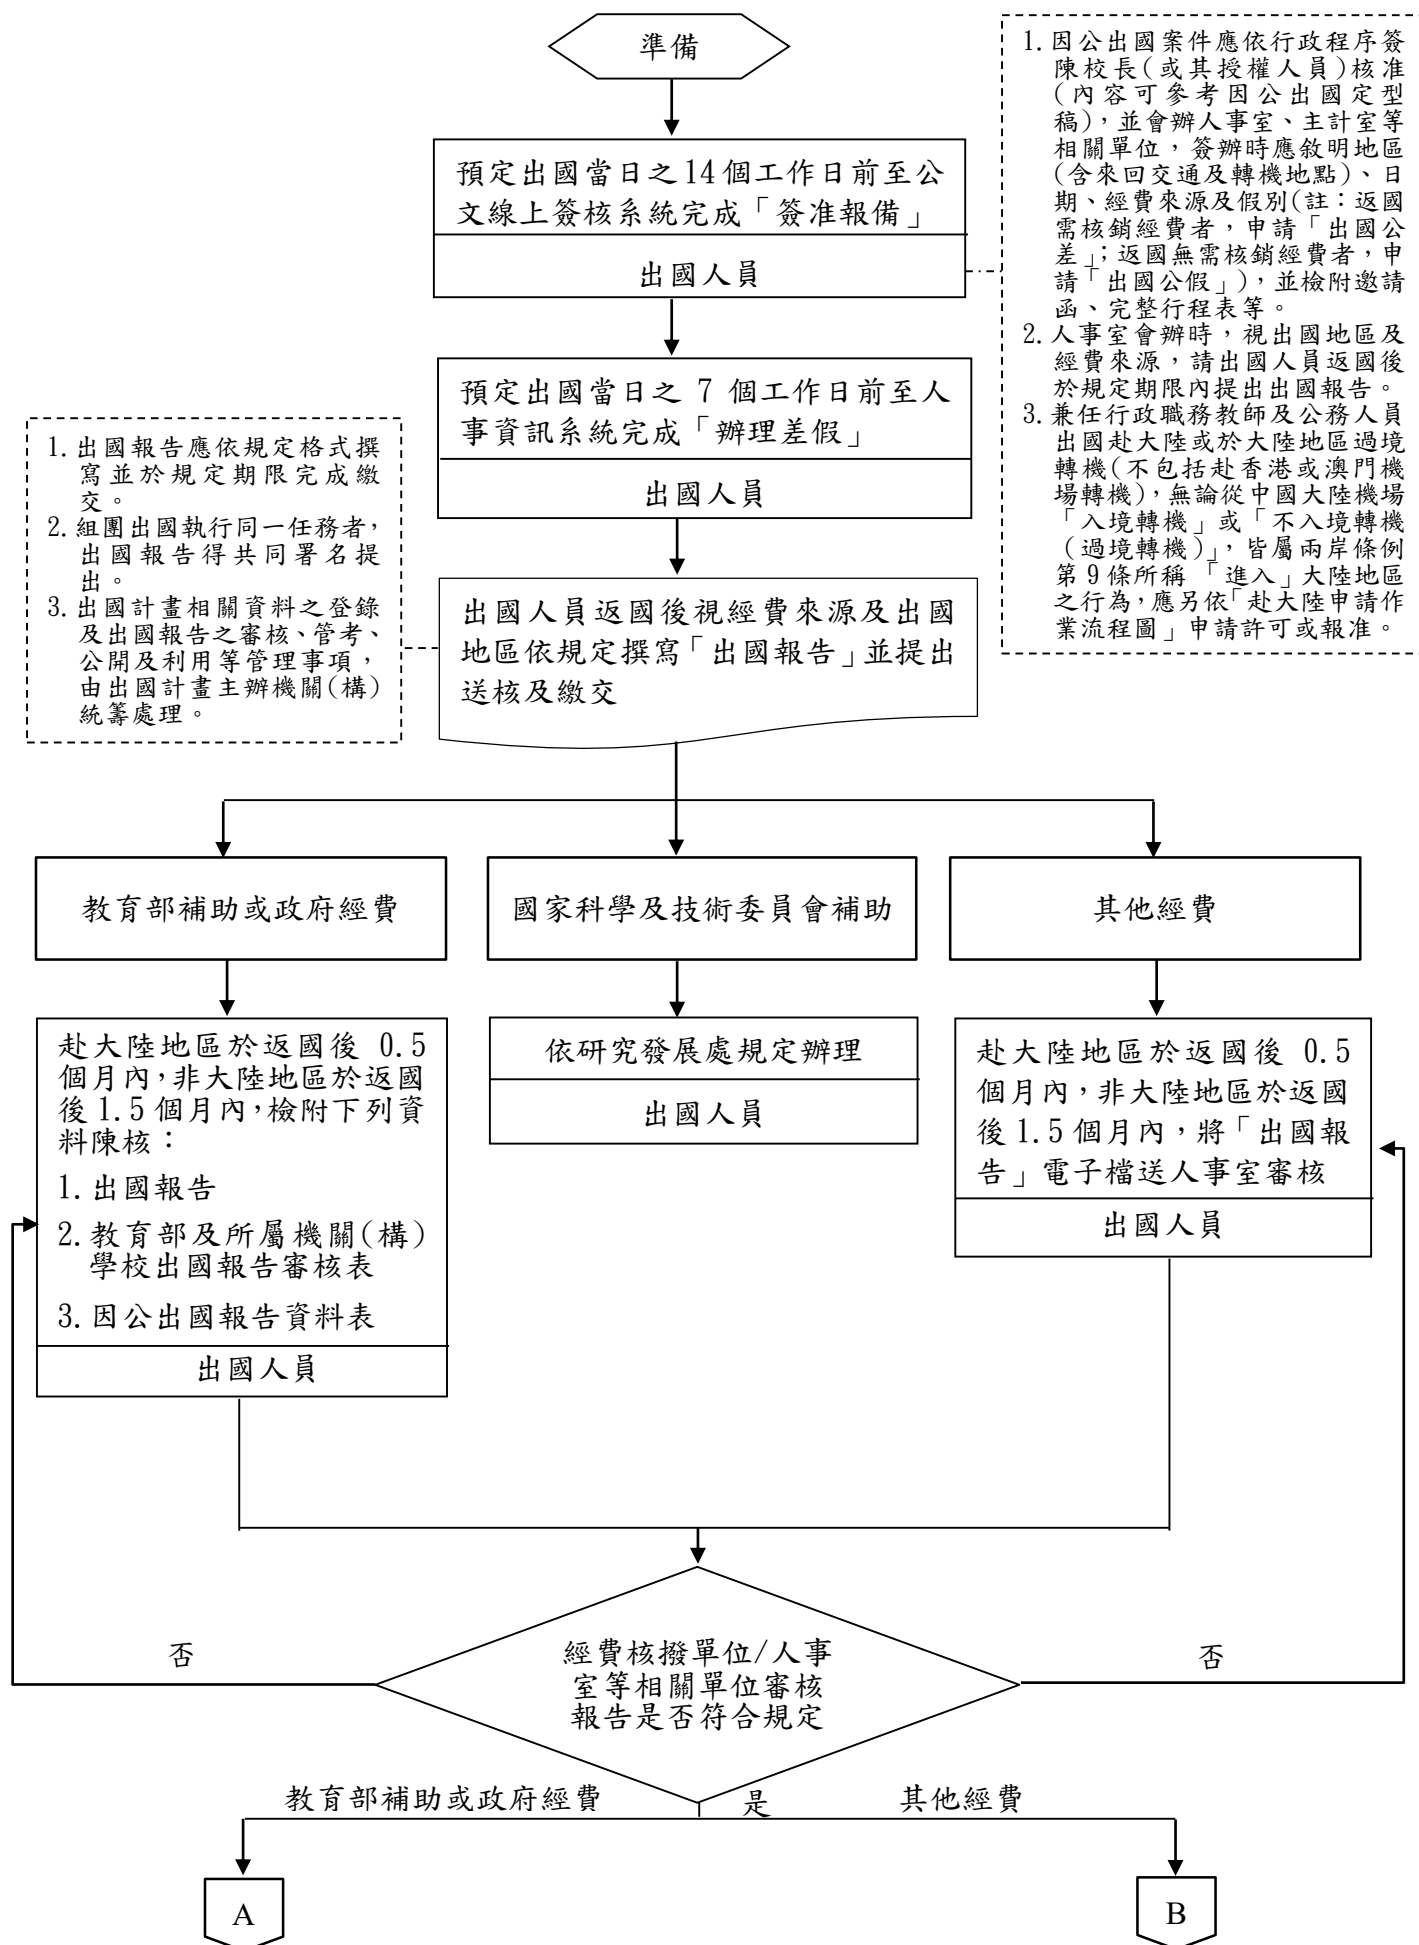 準備
1.因公出國案件應依行政程序簽
陳校長(或其授權人員)核准
(內容可參考因公出國定型
稿)，並會辦人事室、主計室等
相關單位，簽辦時應敘明地區
(含來回交通及轉機地點)、日
期、經費來源及假別(註：返國
需核銷經費者，申請「出國公
差」；返國無需核銷經費者，申
請「出國公假」)，並檢附邀請
函、完整行程表等。
2.人事室會辦時，視出國地區及
經費來源，請出國人員返國後
於規定期限內提出出國報告。
3.兼任行政職務教師及公務人員
出國赴大陸或於大陸地區過境
轉機(不包括赴香港或澳門機
場轉機)，無論從中國大陸機場
「入境轉機」或「不入境轉機
（過境轉機）」，皆屬兩岸條例
第9條所稱 「進入」大陸地區
之行為，應另依「赴大陸申請作
業流程圖」申請許可或報准。
預定出國當日之14個工作日前至公
文線上簽核系統完成「簽准報備」
出國人員
預定出國當日之 7 個工作日前至人
事資訊系統完成「辦理差假」
出國人員
1.出國報告應依規定格式撰
寫並於規定期限完成繳
交。
2.組團出國執行同一任務者，
出國報告得共同署名提
出。
3.出國計畫相關資料之登錄
及出國報告之審核、管考、
公開及利用等管理事項，
由出國計畫主辦機關(構)
統籌處理。
出國人員返國後視經費來源及出國
地區依規定撰寫「出國報告」並提出
送核及繳交
教育部補助或政府經費
國家科學及技術委員會補助
其他經費
赴大陸地區於返國後 0.5
個月內，非大陸地區於返國
後1.5個月內，檢附下列資
料陳核：
1.出國報告
2.教育部及所屬機關(構)
學校出國報告審核表
3.因公出國報告資料表
出國人員
依研究發展處規定辦理
出國人員
赴大陸地區於返國後 0.5
個月內，非大陸地區於返國
後1.5個月內，將「出國報
告」電子檔送人事室審核
出國人員
否
經費核撥單位/人事
室等相關單位審核
報告是否符合規定
否
教育部補助或政府經費
是
其他經費
A
B